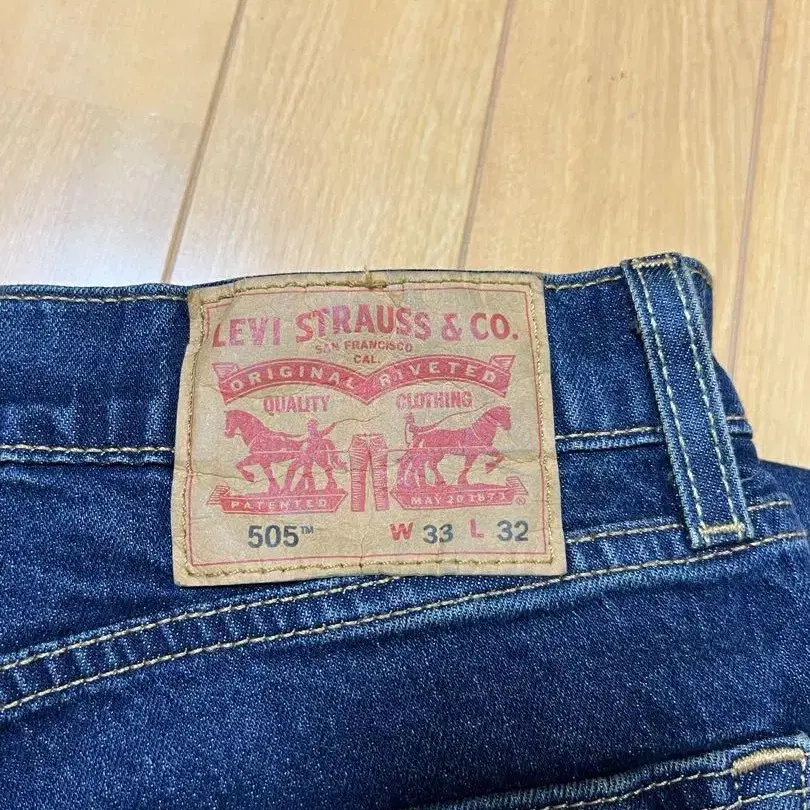 LEVI STRAUSS & CO.
SAN FRANCISCO
CAL.
ORIGINAL RIVETED
QUALITY CLOTHING
PATENTED MAY 20 1873
505™ W 33 L 32